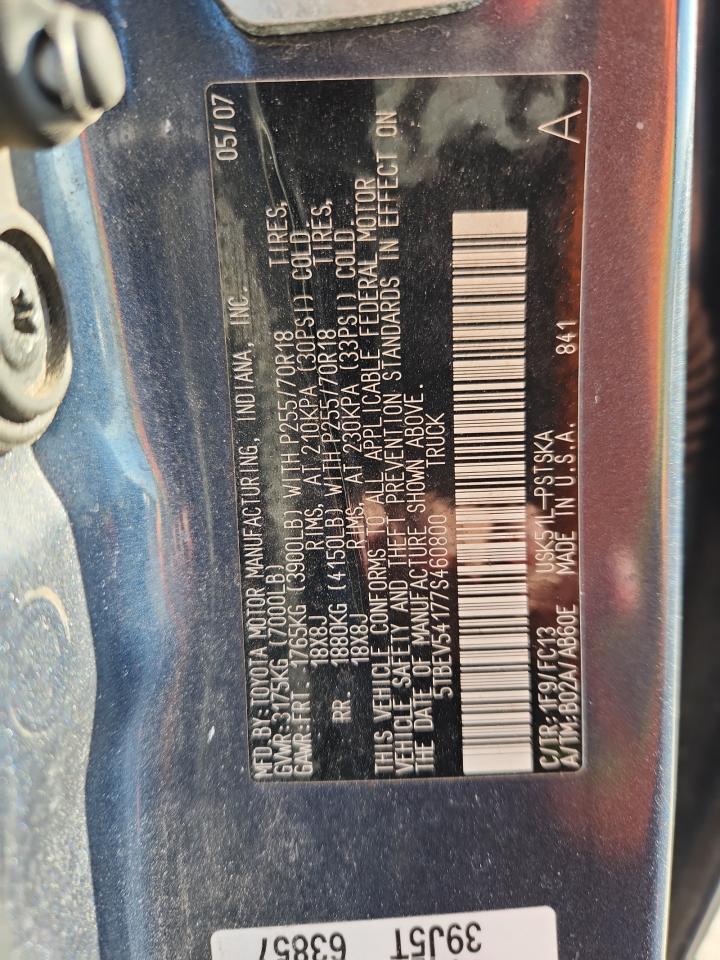 MFD.BY:TOYOTA MOTOR MANUFACTURING, INDIANA, INC. 05/07
GVWR:3175KG (7000LB)
GAWR:FRT. 1765KG (3900LB) WITH P255/70R18 TIRES,
18X8J RIMS. AT 210KPA (30PSI) COLD
RR. 1880KG (4150LB) WITH P255/70R18 TIRES,
18X8J RIMS. AT 230KPA (33PSI) COLD.
THIS VEHICLE CONFORMS TO ALL APPLICABLE FEDERAL MOTOR
VEHICLE SAFETY AND THEFT PREVENTION STANDARDS IN EFFECT ON
THE DATE OF MANUFACTURE SHOWN ABOVE.
5TBEV54177S460800 TRUCK
C/TR:1F9/FC13 USK51L-PSTSKA A
A/TM:B02A/AB60E MADE IN U.S.A. 841
39J5T
63857